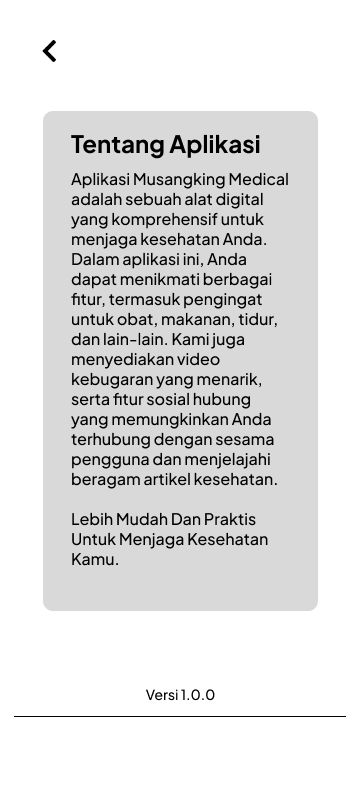 Tentang Aplikasi
Aplikasi Musangking Medical
adalah sebuah alat digital
yang komprehensif untuk
menjaga kesehatan Anda.
Dalam aplikasi ini, Anda
dapat menikmati berbagai
fitur, termasuk pengingat
untuk obat, makanan, tidur,
dan lain-lain. Kami juga
menyediakan video
kebugaran yang menarik,
serta fitur sosial hubung
yang memungkinkan Anda
terhubung dengan sesama
pengguna dan menjelajahi
beragam artikel kesehatan.
Lebih Mudah Dan Praktis
Untuk Menjaga Kesehatan
Kamu.
Versi 1.0.0